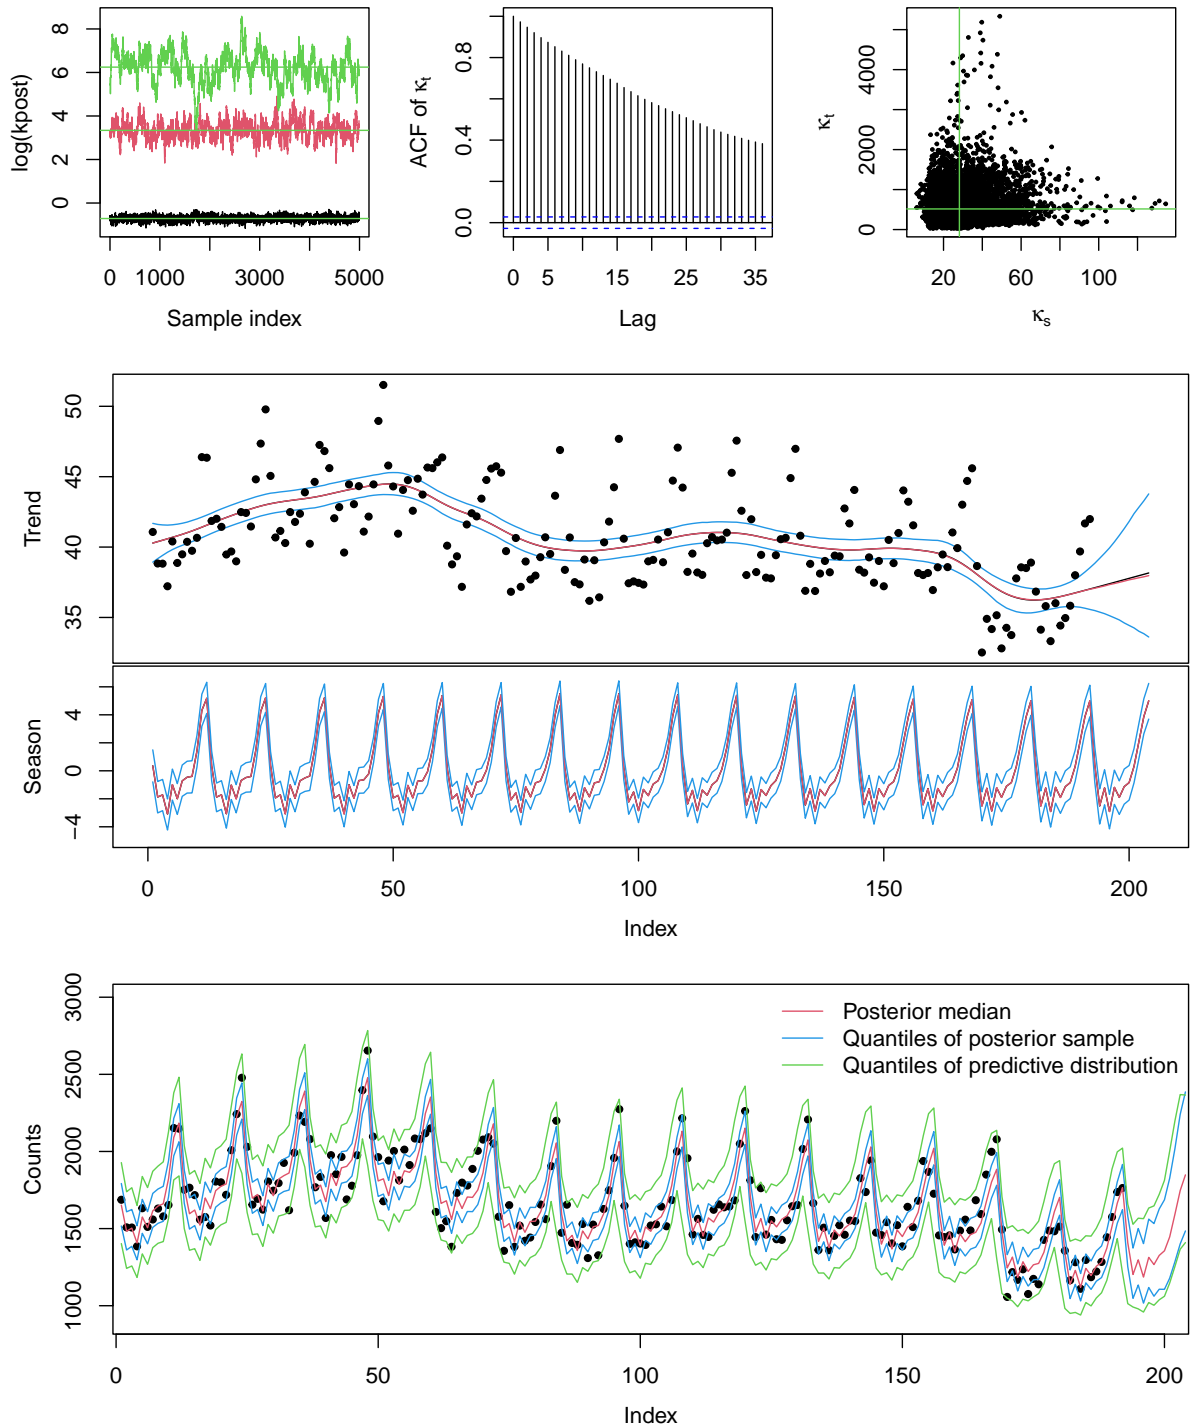 log(kpost)
8
6
4
2
0
0 1000 3000 5000
Sample index
ACF of κt
0.8
0.4
0.0
0 5 15 25 35
Lag
κt
4000
2000
0
20 60 100
κs
Trend
50
45
40
35
Season
4
0
−4
0 50 100 150 200
Index
Counts
3000
2500
2000
1500
1000
Posterior median
Quantiles of posterior sample
Quantiles of predictive distribution
0 50 100 150 200
Index